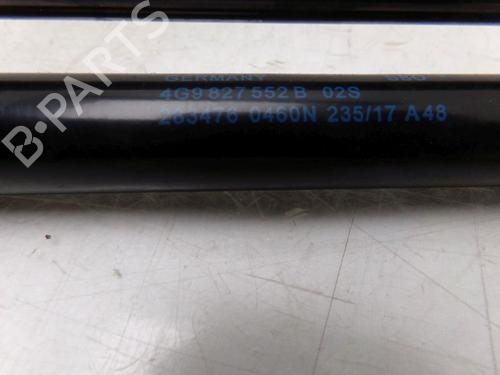 GERMANY
4G9 827 552 B 02S
283476 0460N 235/17 A48
B-PARTS